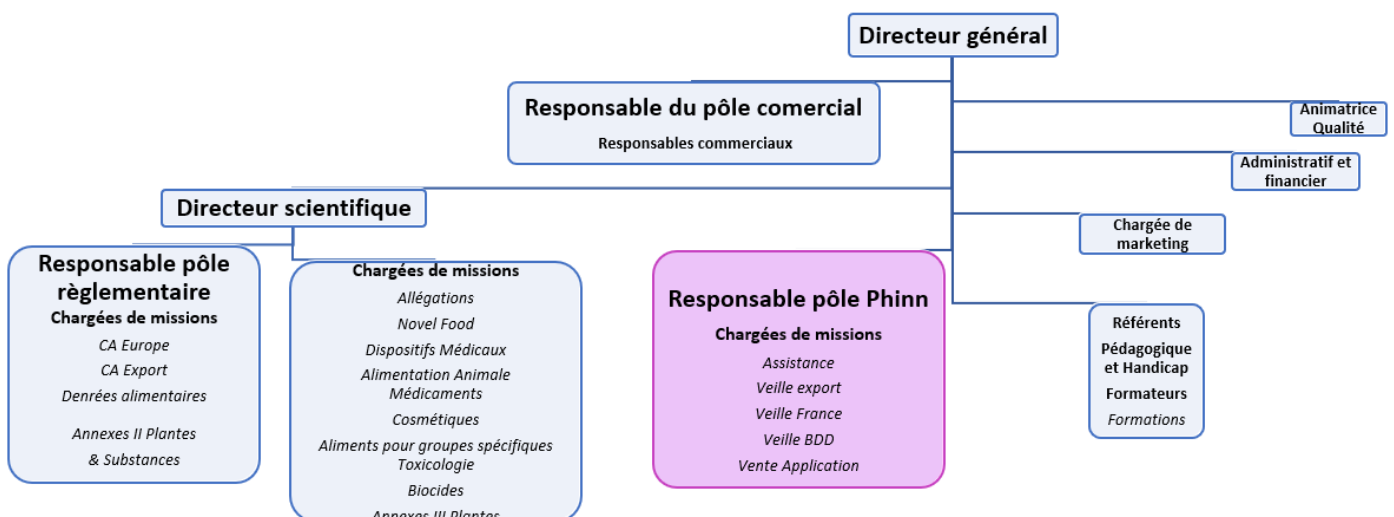 Directeur général
Responsable du pôle comercial
Responsables commerciaux
Animatrice
Qualité
Administratif et
financier
Directeur scientifique
Chargée de
marketing
Responsable pôle
règlementaire
Chargées de missions
CA Europe
CA Export
Denrées alimentaires
Annexes II Plantes
& Substances
Chargées de missions
Allégations
Novel Food
Dispositifs Médicaux
Alimentation Animale
Médicaments
Cosmétiques
Aliments pour groupes spécifiques
Toxicologie
Biocides
Annexes III Plantes
Responsable pôle Phinn
Chargées de missions
Assistance
Veille export
Veille France
Veille BDD
Vente Application
Référents
Pédagogique
et Handicap
Formateurs
Formations